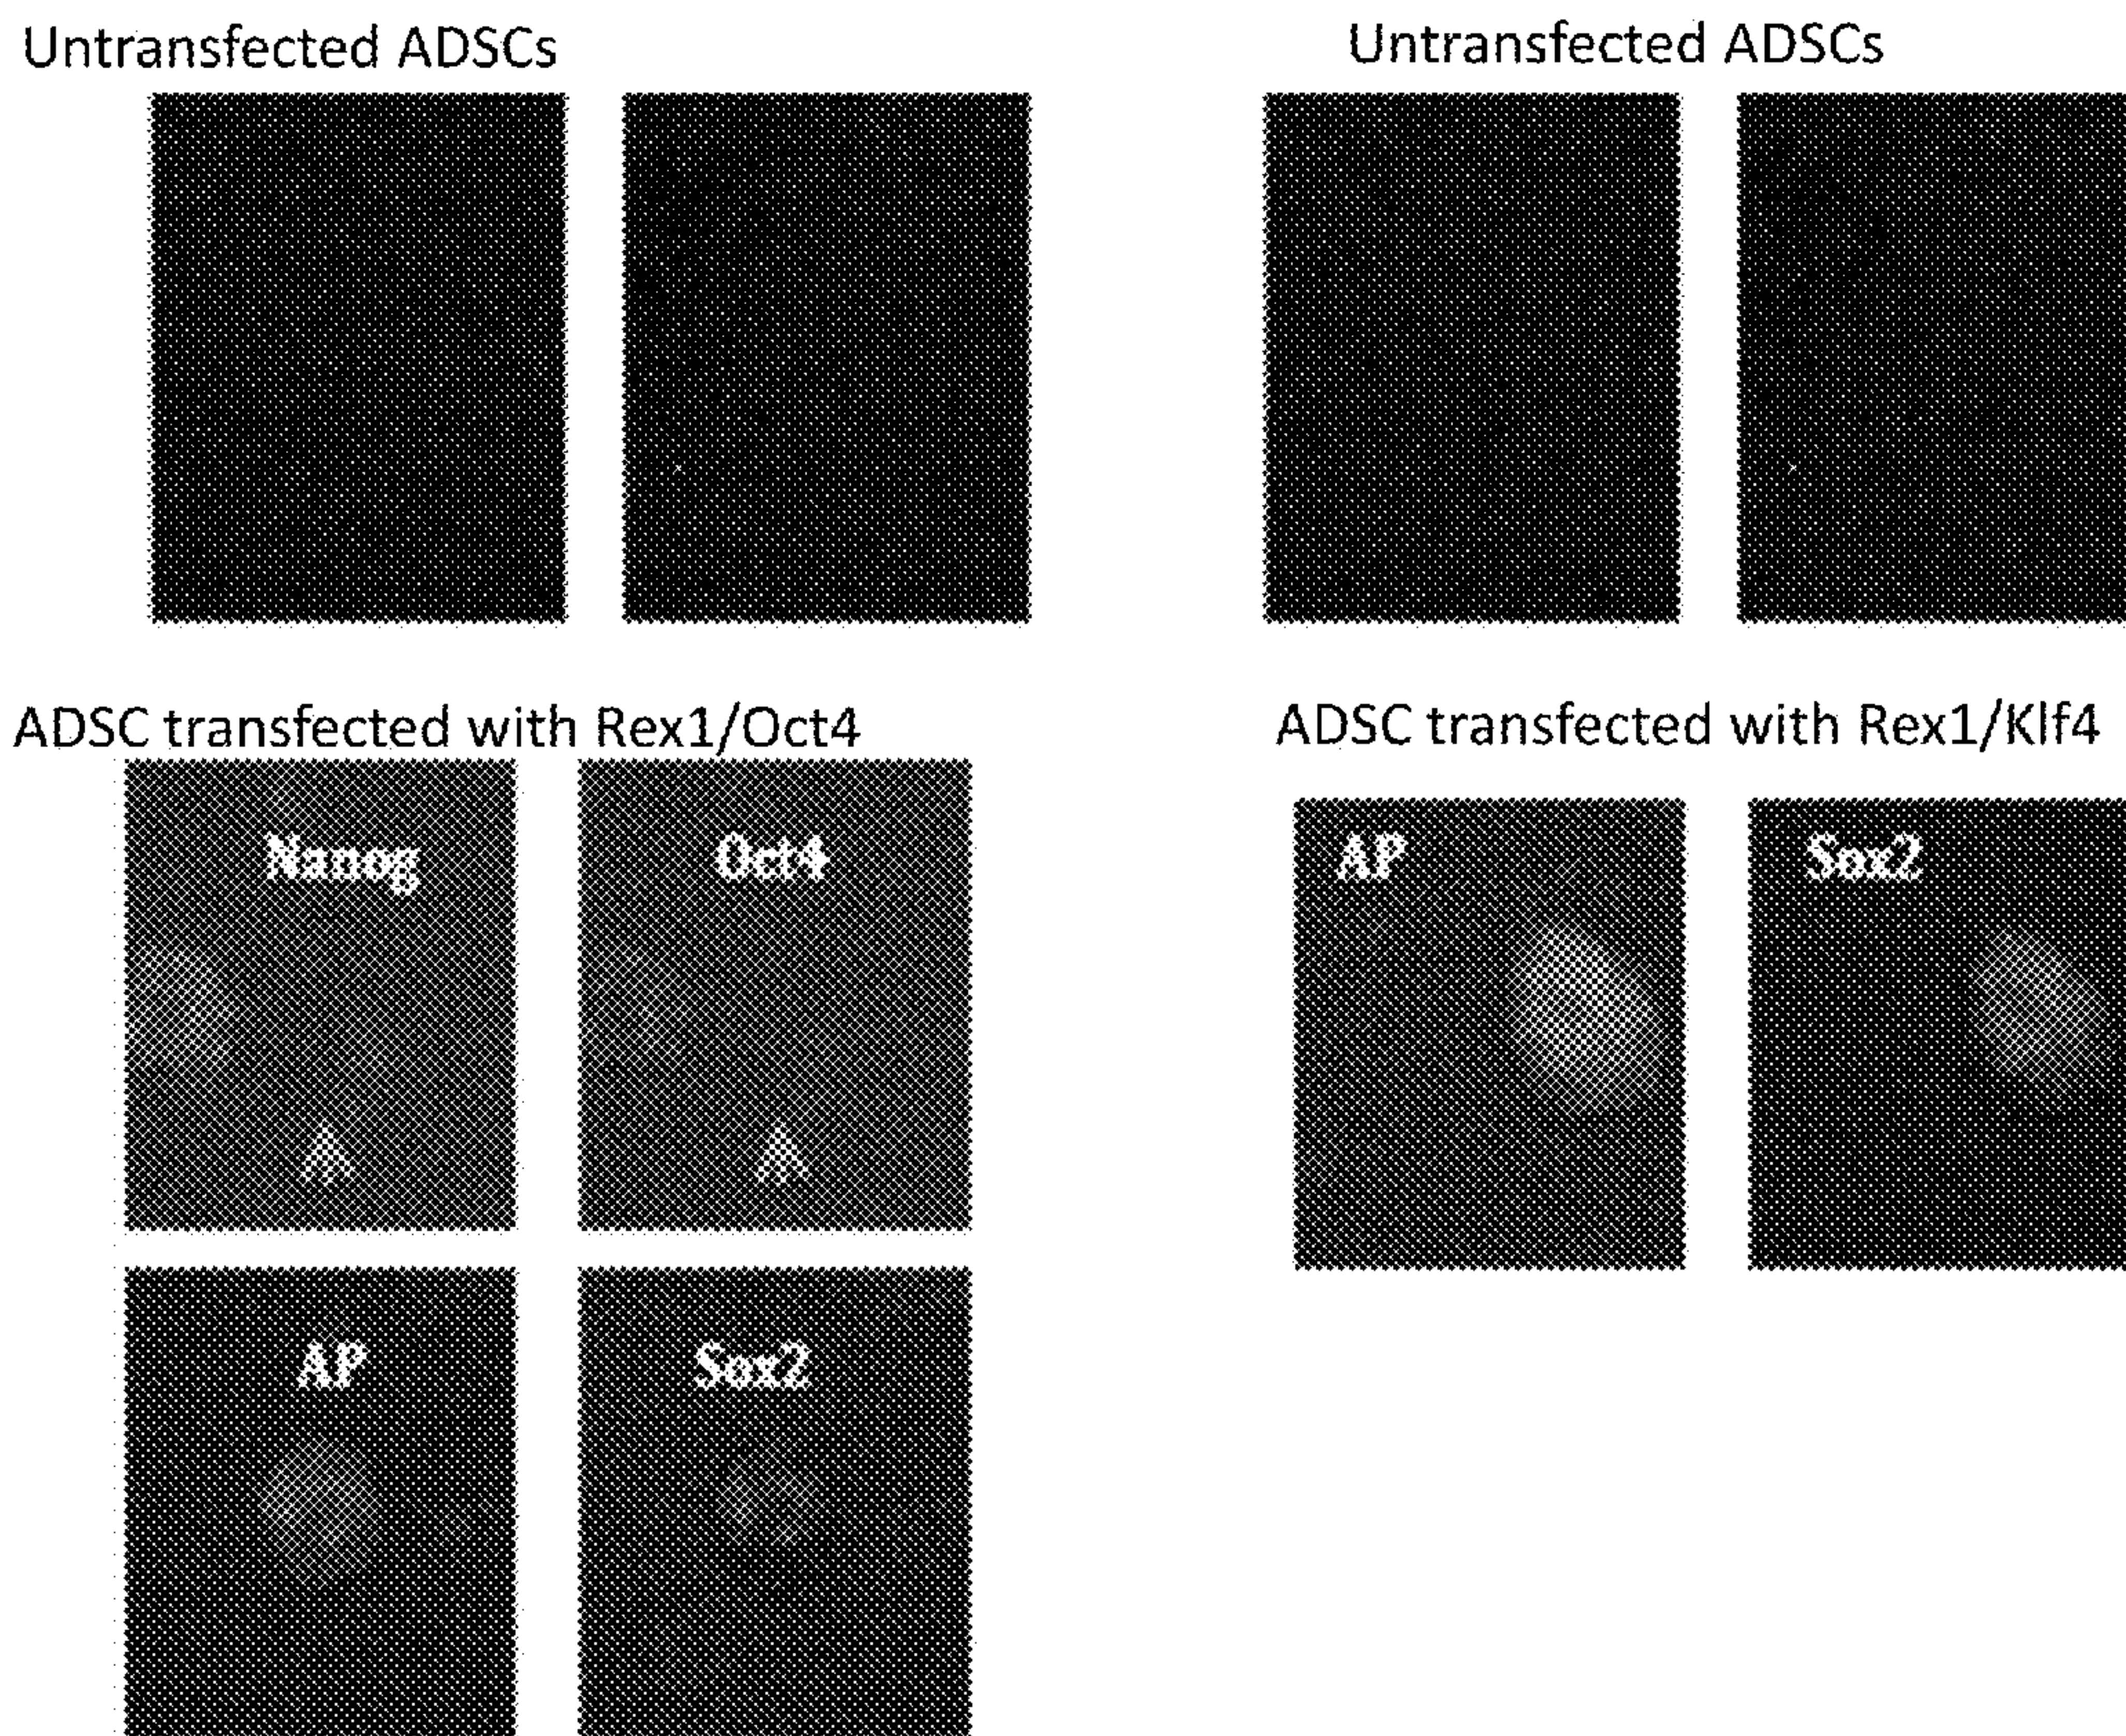 Untransfected ADSCs
Untransfected ADSCs
ADSC transfected with Rex1/Oct4
Nanog
Oct4
AP
Sox2
ADSC transfected with Rex1/Klf4
AP
Sox2